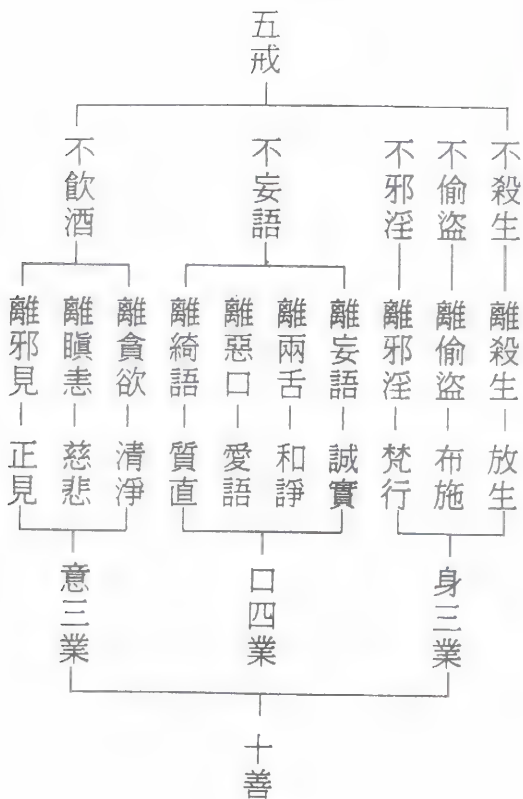 五戒
不殺生
不偷盜
不邪淫
不妄語
不飲酒
離殺生
離偷盜
離邪淫
離妄語
離兩舌
離惡口
離綺語
離貪欲
離瞋恚
離邪見
放生
布施
梵行
誠實
和諍
愛語
質直
清淨
慈悲
正見
身三業
口四業
意三業
十善